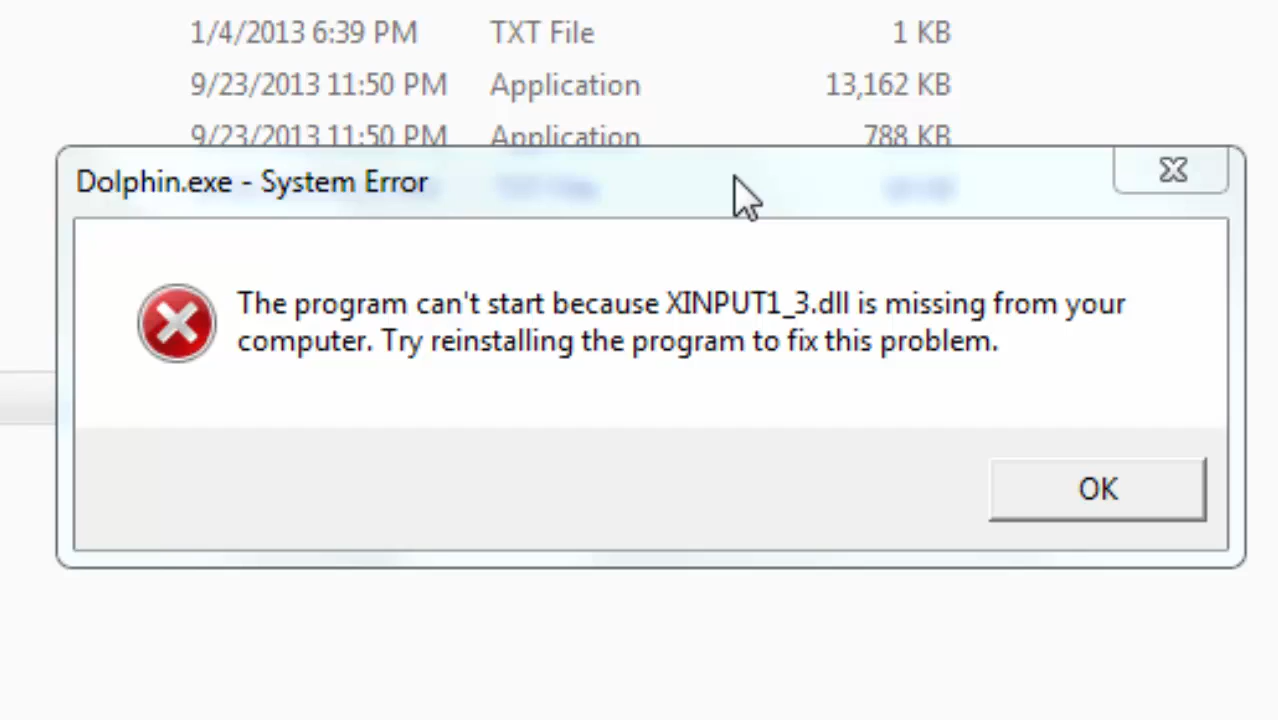 1/4/2013 6:39 PM TXT File 1 KB
9/23/2013 11:50 PM Application 13,162 KB
9/23/2013 11:50 PM Application 788 KB
Dolphin.exe - System Error
The program can't start because XINPUT1_3.dll is missing from your
computer. Try reinstalling the program to fix this problem.
OK